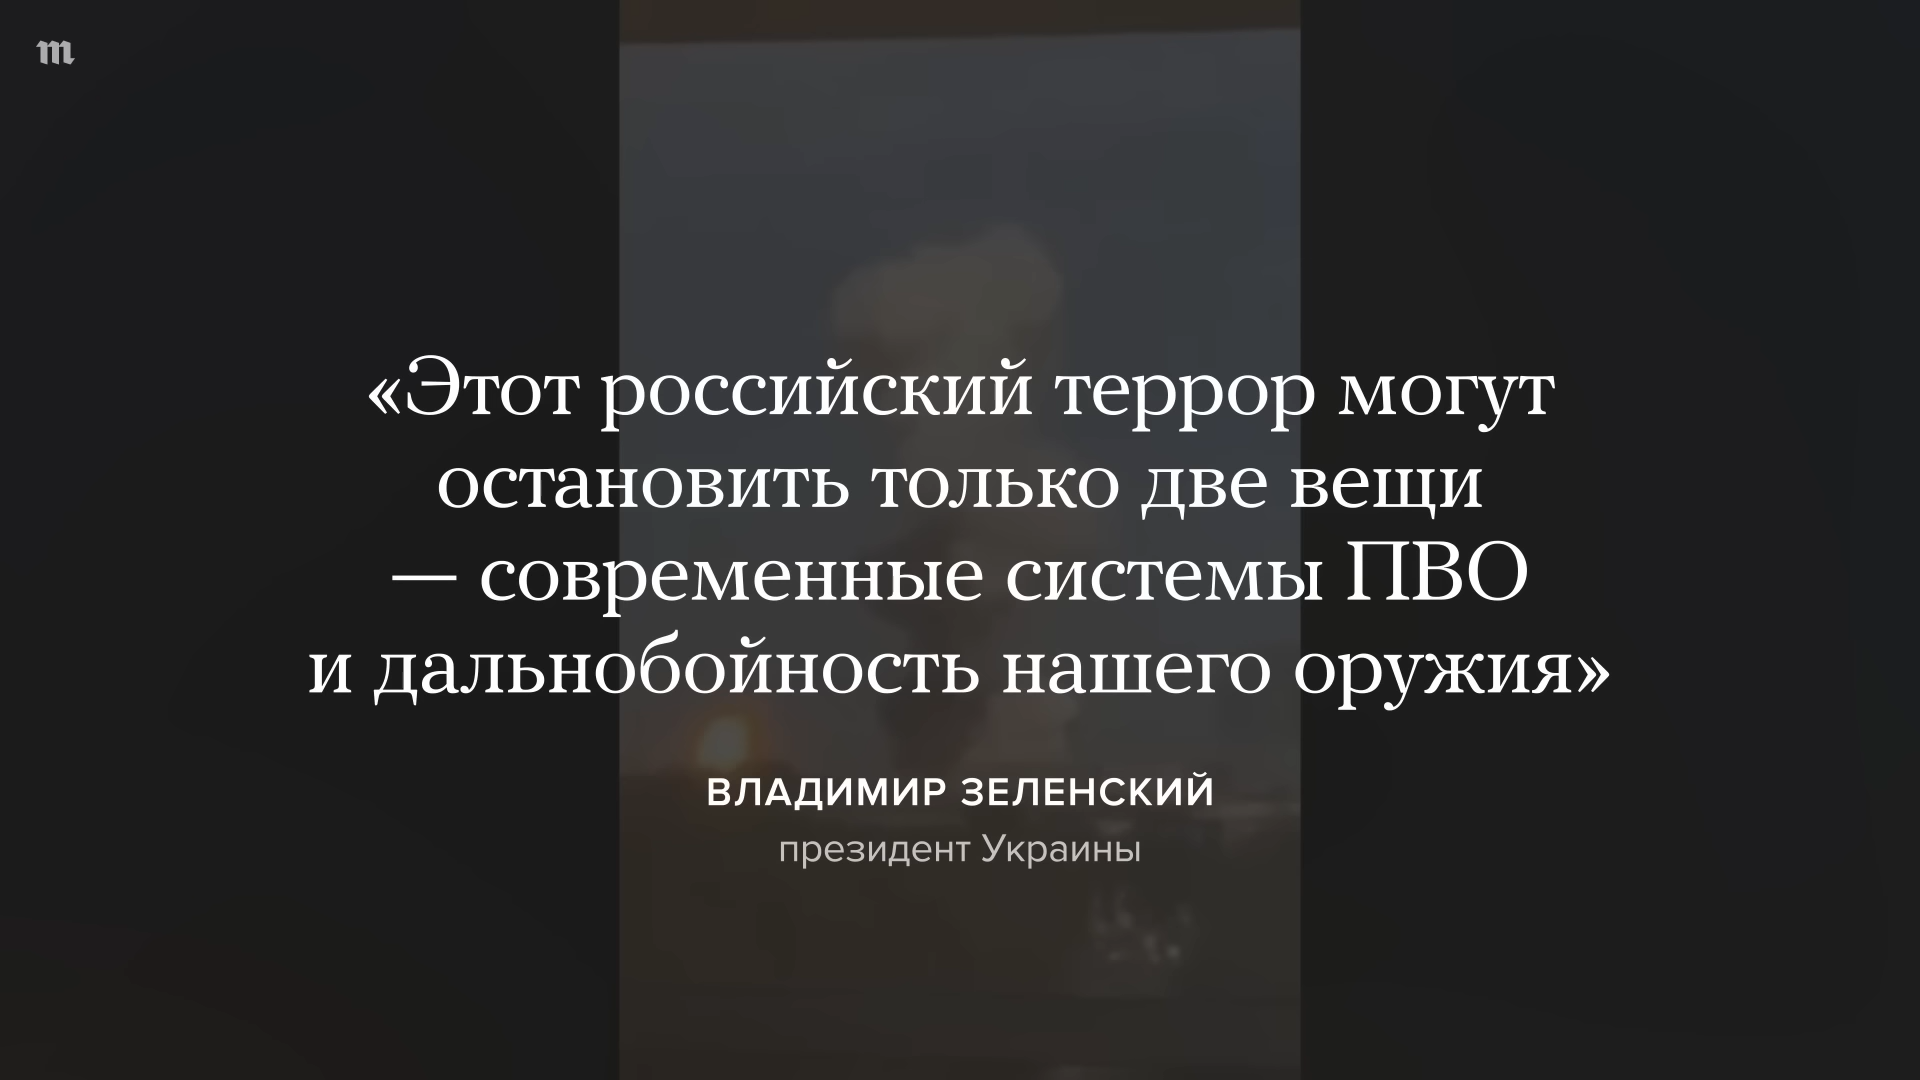 m
«Этот российский террор могут
остановить только две вещи
— современные системы ПВО
и дальнобойность нашего оружия»
ВЛАДИМИР ЗЕЛЕНСКИЙ
президент Украины